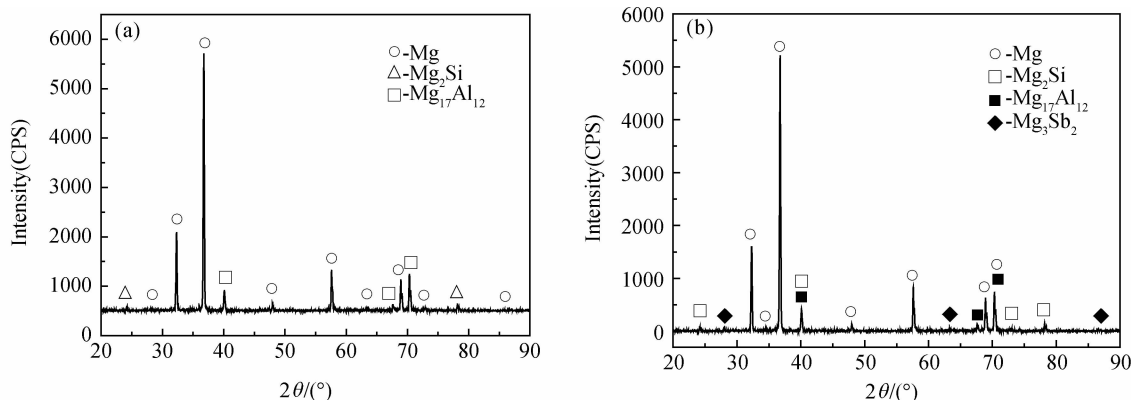 (a)
6000
5000
4000
3000
2000
1000
0
Intensity(CPS)
20 30 40 50 60 70 80 90
2θ/(°)
○-Mg
△-Mg₂Si
□-Mg₁₇Al₁₂
(b)
6000
5000
4000
3000
2000
1000
0
Intensity(CPS)
20 30 40 50 60 70 80 90
2θ/(°)
○-Mg
□-Mg₂Si
■-Mg₁₇Al₁₂
◆-Mg₃Sb₂